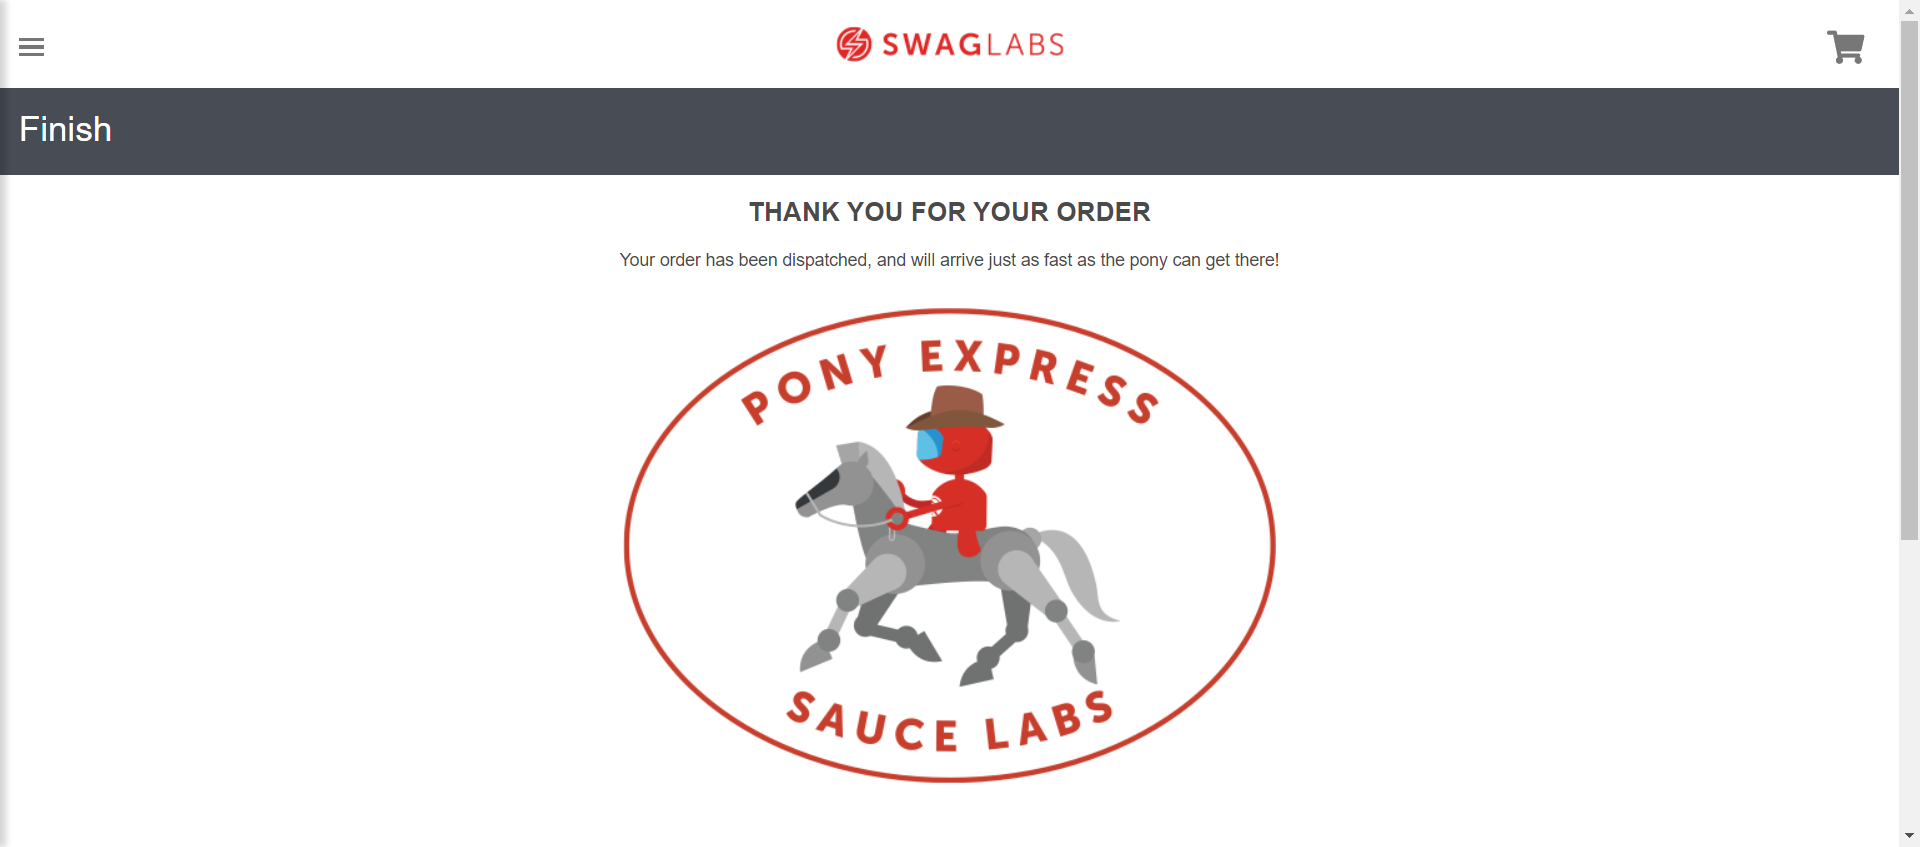 SWAGLABS
Finish
THANK YOU FOR YOUR ORDER
Your order has been dispatched, and will arrive just as fast as the pony can get there!
PONY EXPRESS
SAUCE LABS